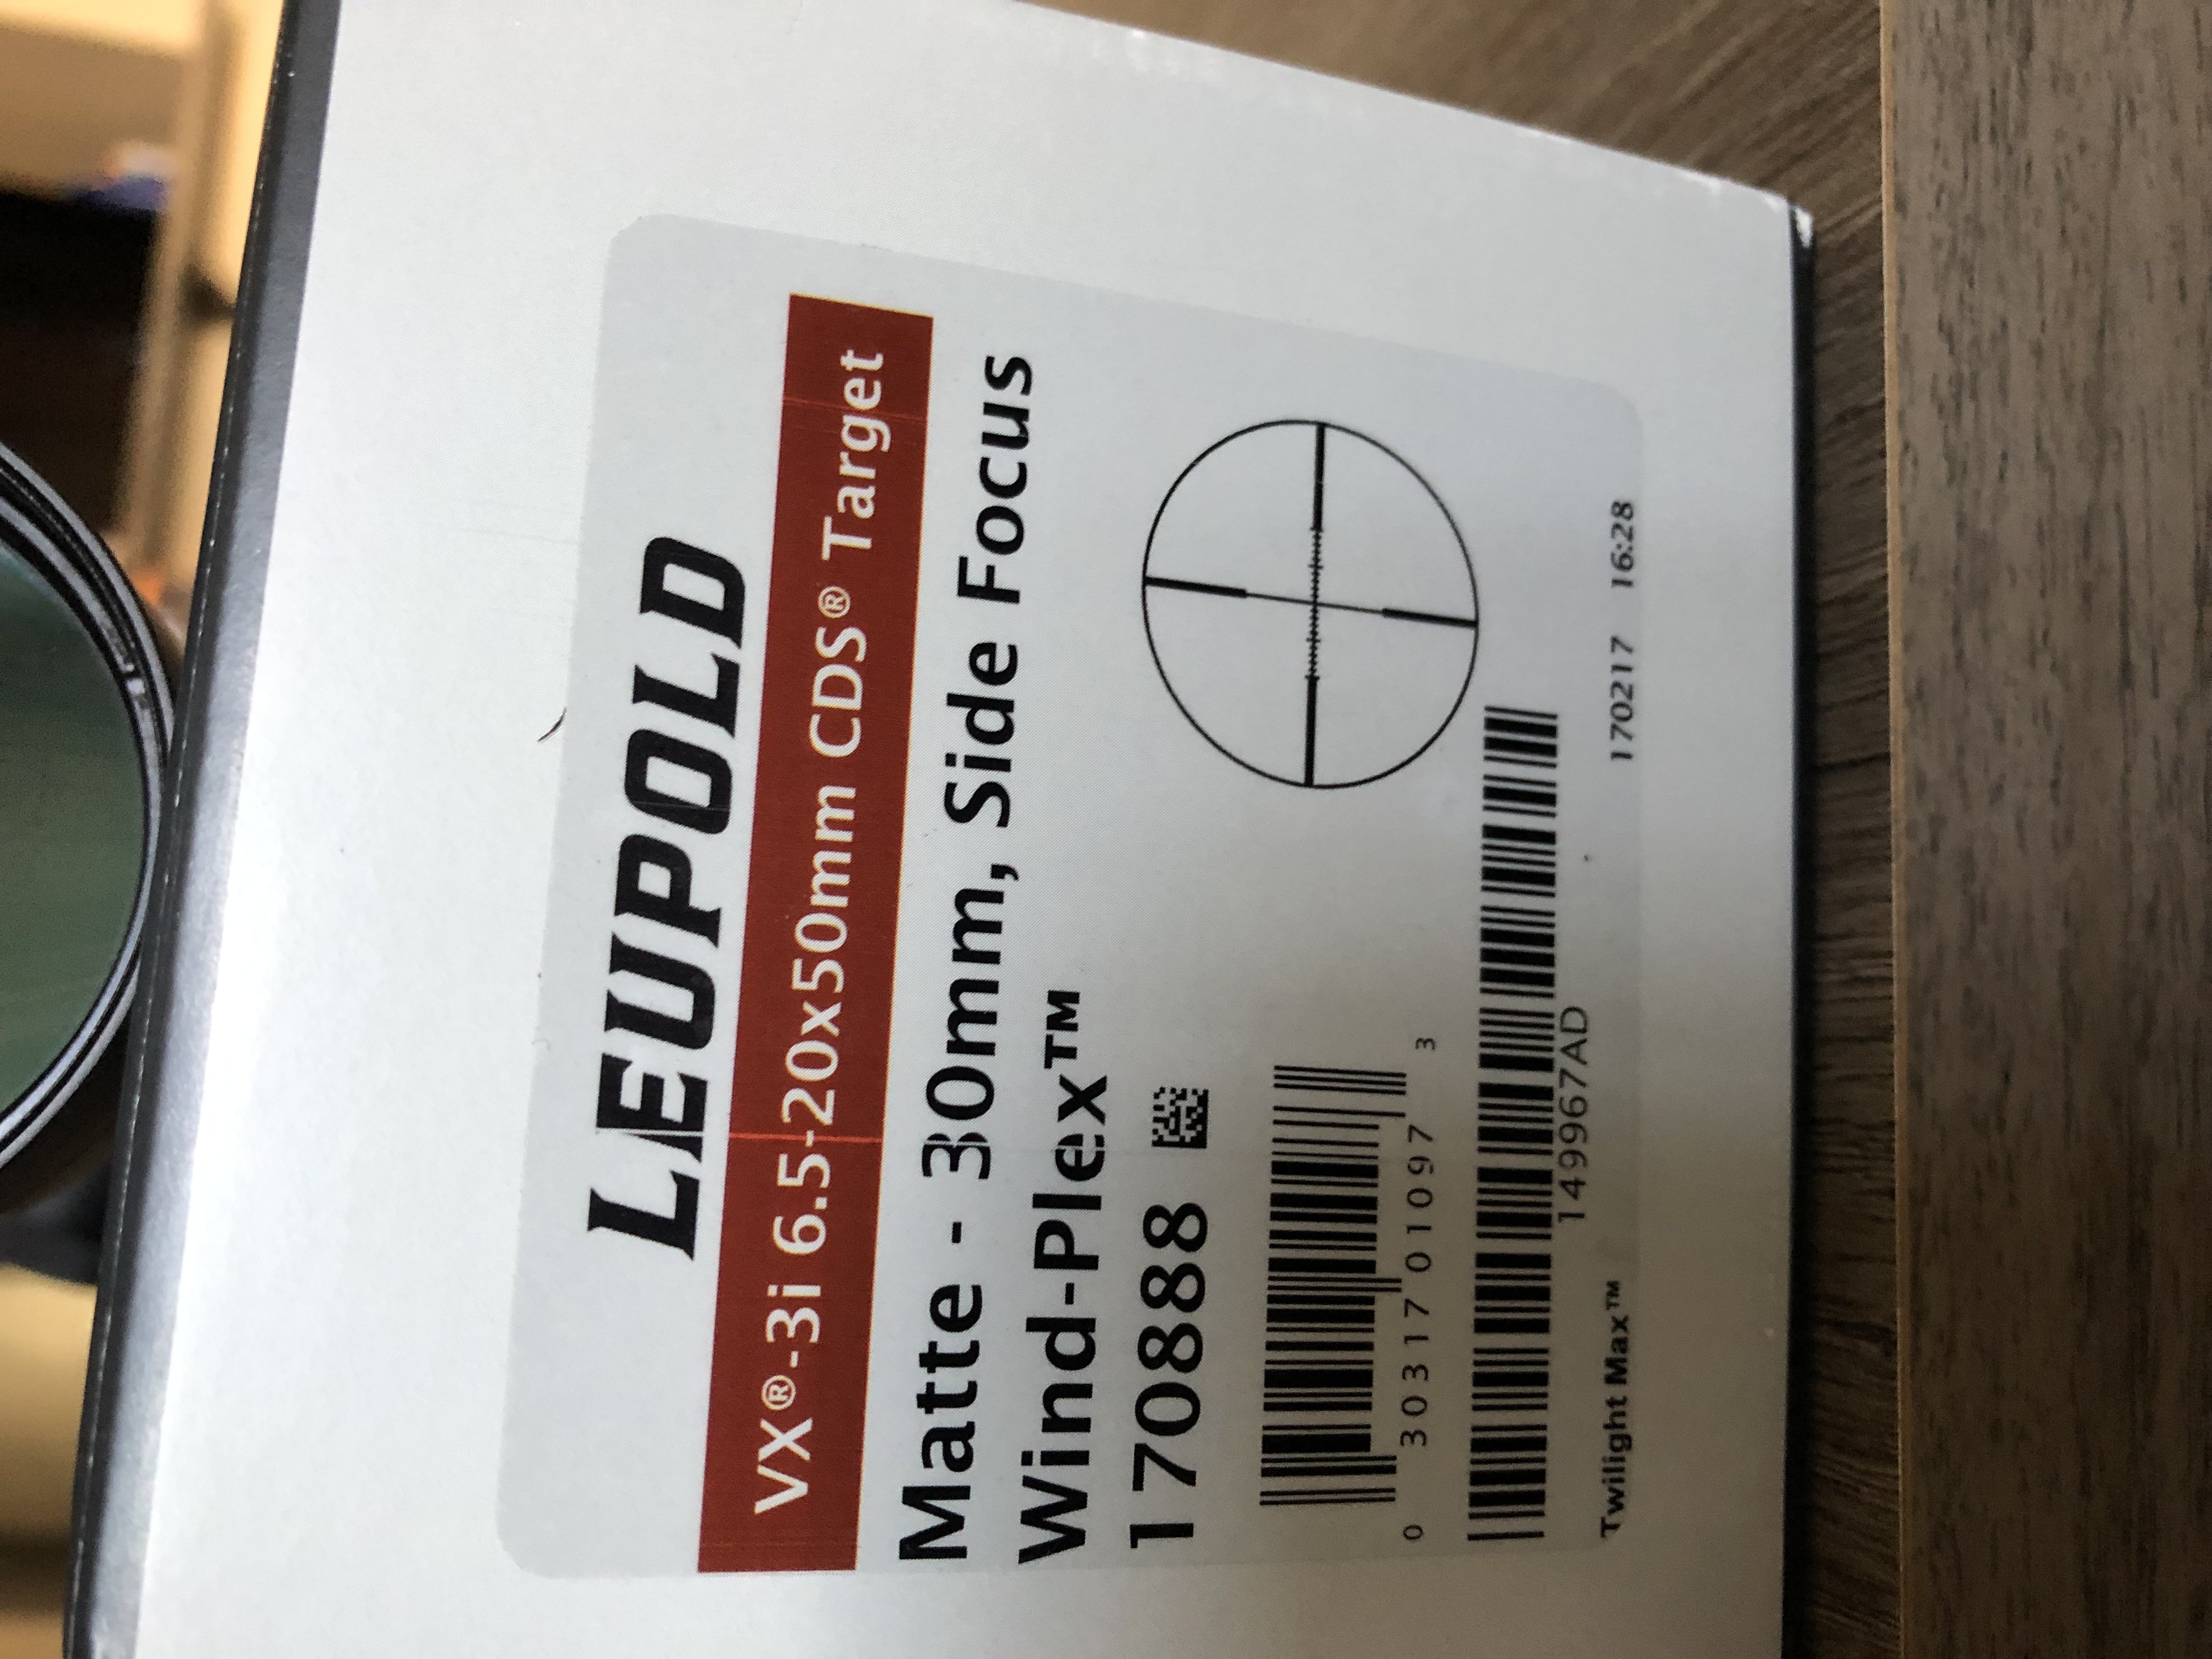 LEUPOLD
VX®-3i 6.5-20x50mm CDS® Target
Matte - 30mm, Side Focus
Wind-Plex™
170888
0 30317 01097 3
149967AD
Twilight Max™ 170217 16:28